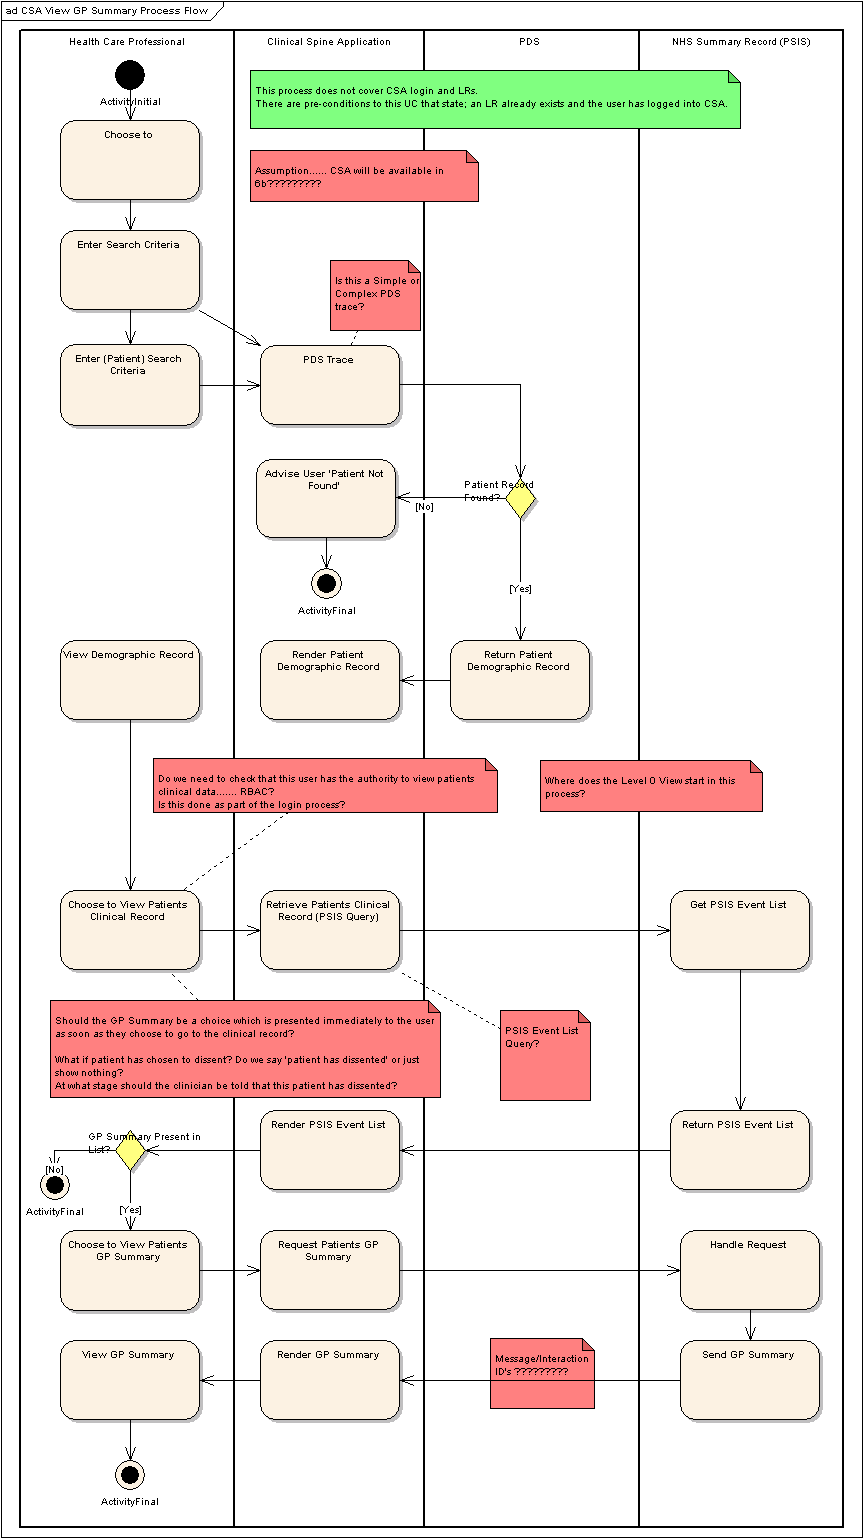 ad CSA View GP Summary Process Flow
Health Care Professional
Clinical Spine Application
PDS
NHS Summary Record (PSIS)
ActivityInitial
This process does not cover CSA login and LRs.
There are pre-conditions to this UC that state; an LR already exists and the user has logged into CSA.
Choose to
Assumption...... CSA will be available in
6b?????????
Enter Search Criteria
Is this a Simple or
Complex PDS
trace?
Enter (Patient) Search
Criteria
PDS Trace
Advise User 'Patient Not
Found'
Patient Record
Found?
[No]
ActivityFinal
[Yes]
View Demographic Record
Render Patient
Demographic Record
Return Patient
Demographic Record
Do we need to check that this user has the authority to view patients
clinical data....... RBAC?
Is this done as part of the login process?
Where does the Level 0 View start in this
process?
Choose to View Patients
Clinical Record
Retrieve Patients Clinical
Record (PSIS Query)
Get PSIS Event List
Should the GP Summary be a choice which is presented immediately to the user
as soon as they choose to go to the clinical record?
What if patient has chosen to dissent? Do we say 'patient has dissented' or just
show nothing?
At what stage should the clinician be told that this patient has dissented?
PSIS Event List
Query?
GP Summary Present in
List?
Render PSIS Event List
Return PSIS Event List
[No]
ActivityFinal
[Yes]
Choose to View Patients
GP Summary
Request Patients GP
Summary
Handle Request
View GP Summary
Render GP Summary
Message/Interaction
ID's ?????????
Send GP Summary
ActivityFinal